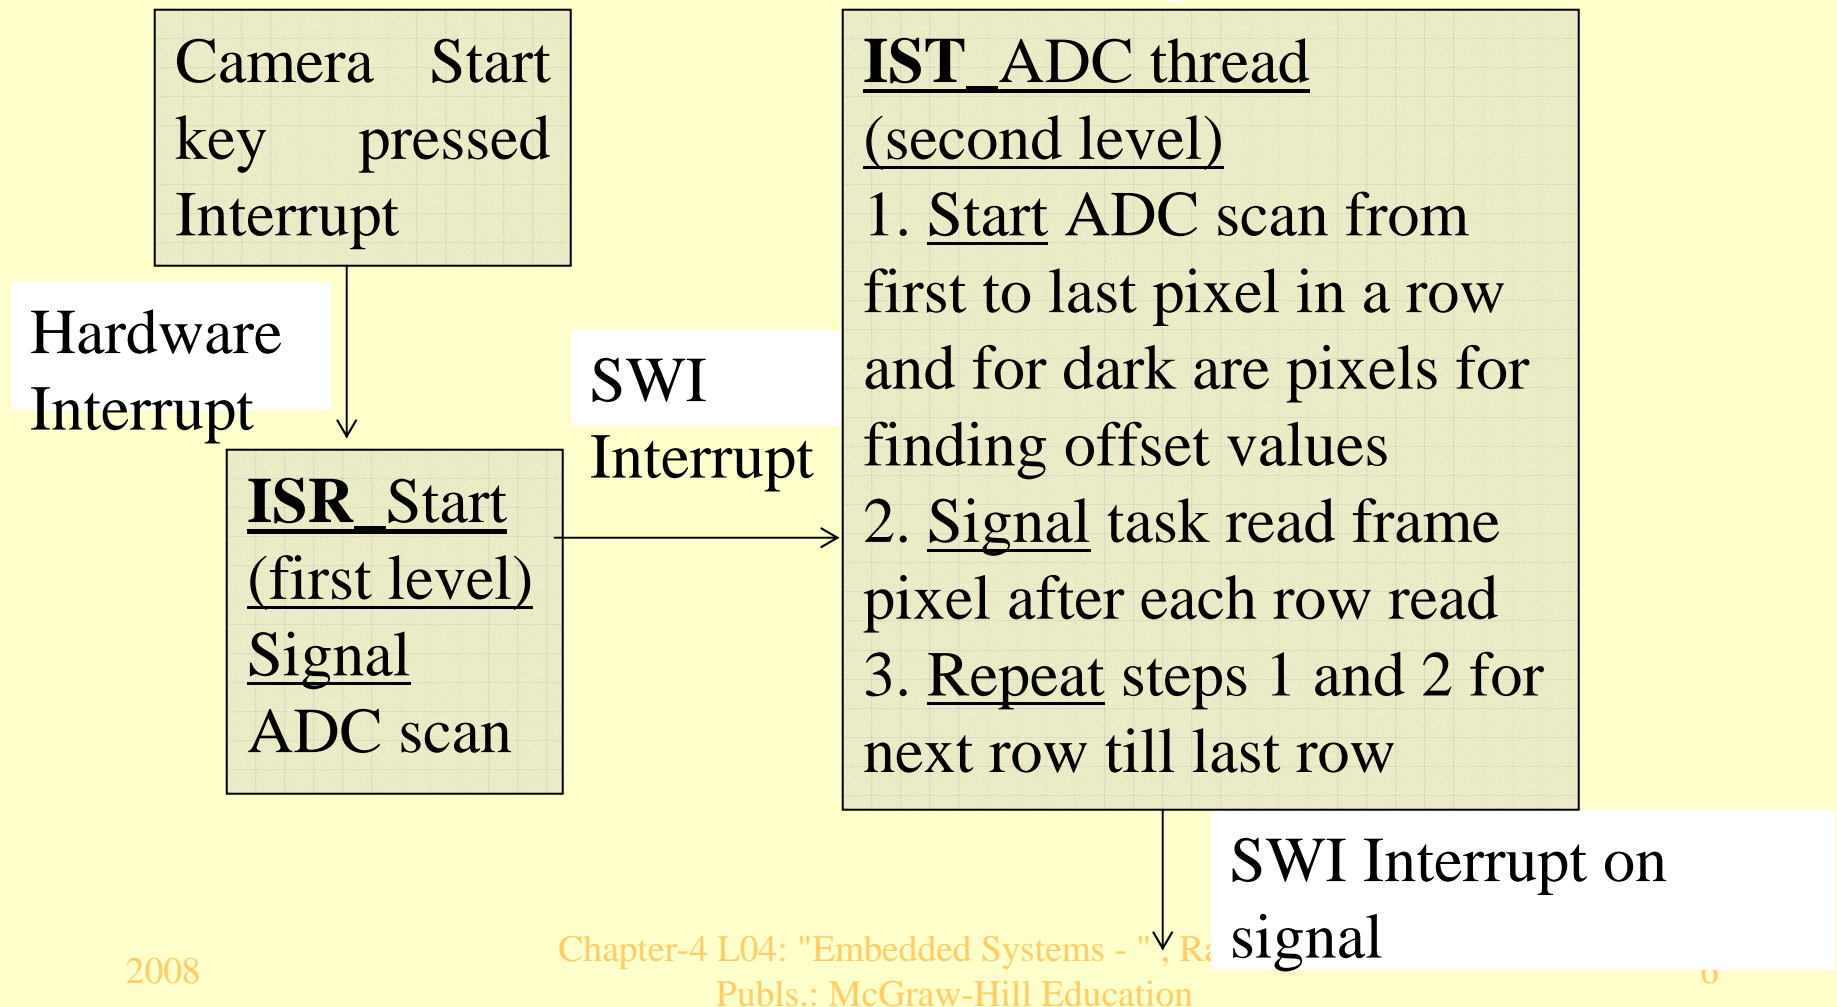 Camera Start
key pressed
Interrupt
Hardware
Interrupt
ISR_Start
(first level)
Signal
ADC scan
SWI
Interrupt
IST_ADC thread
(second level)
1. Start ADC scan from
first to last pixel in a row
and for dark are pixels for
finding offset values
2. Signal task read frame
pixel after each row read
3. Repeat steps 1 and 2 for
next row till last row
SWI Interrupt on
signal
2008
Chapter-4 L04: "Embedded Systems - " ,
Publs.: McGraw-Hill Education